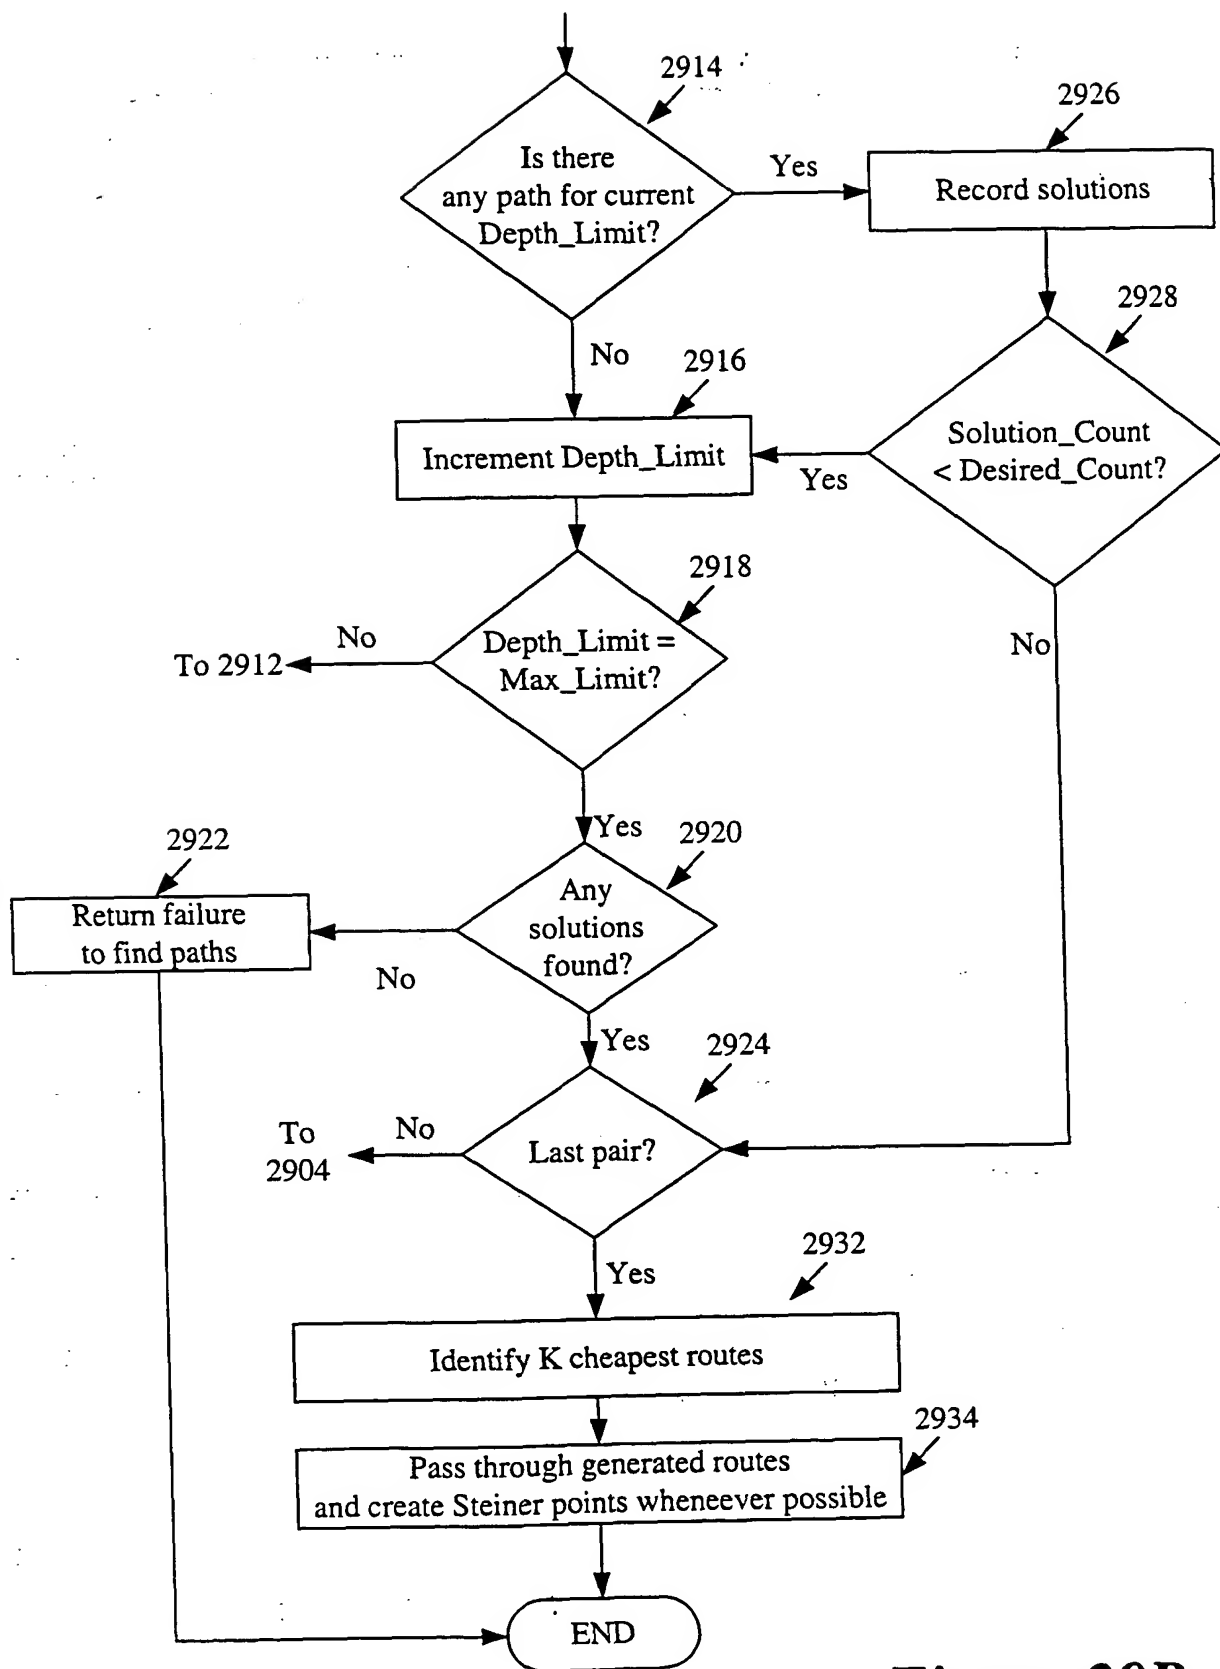 2914
Is there
any path for current
Depth_Limit?
Yes
2926
Record solutions
2928
Solution_Count
< Desired_Count?
Yes
No
No
2916
Increment Depth_Limit
2918
Depth_Limit =
Max_Limit?
No
To 2912
Yes
2920
Any
solutions
found?
No
2922
Return failure
to find paths
Yes
2924
Last pair?
No
To
2904
Yes
2932
Identify K cheapest routes
2934
Pass through generated routes
and create Steiner points wheneever possible
END